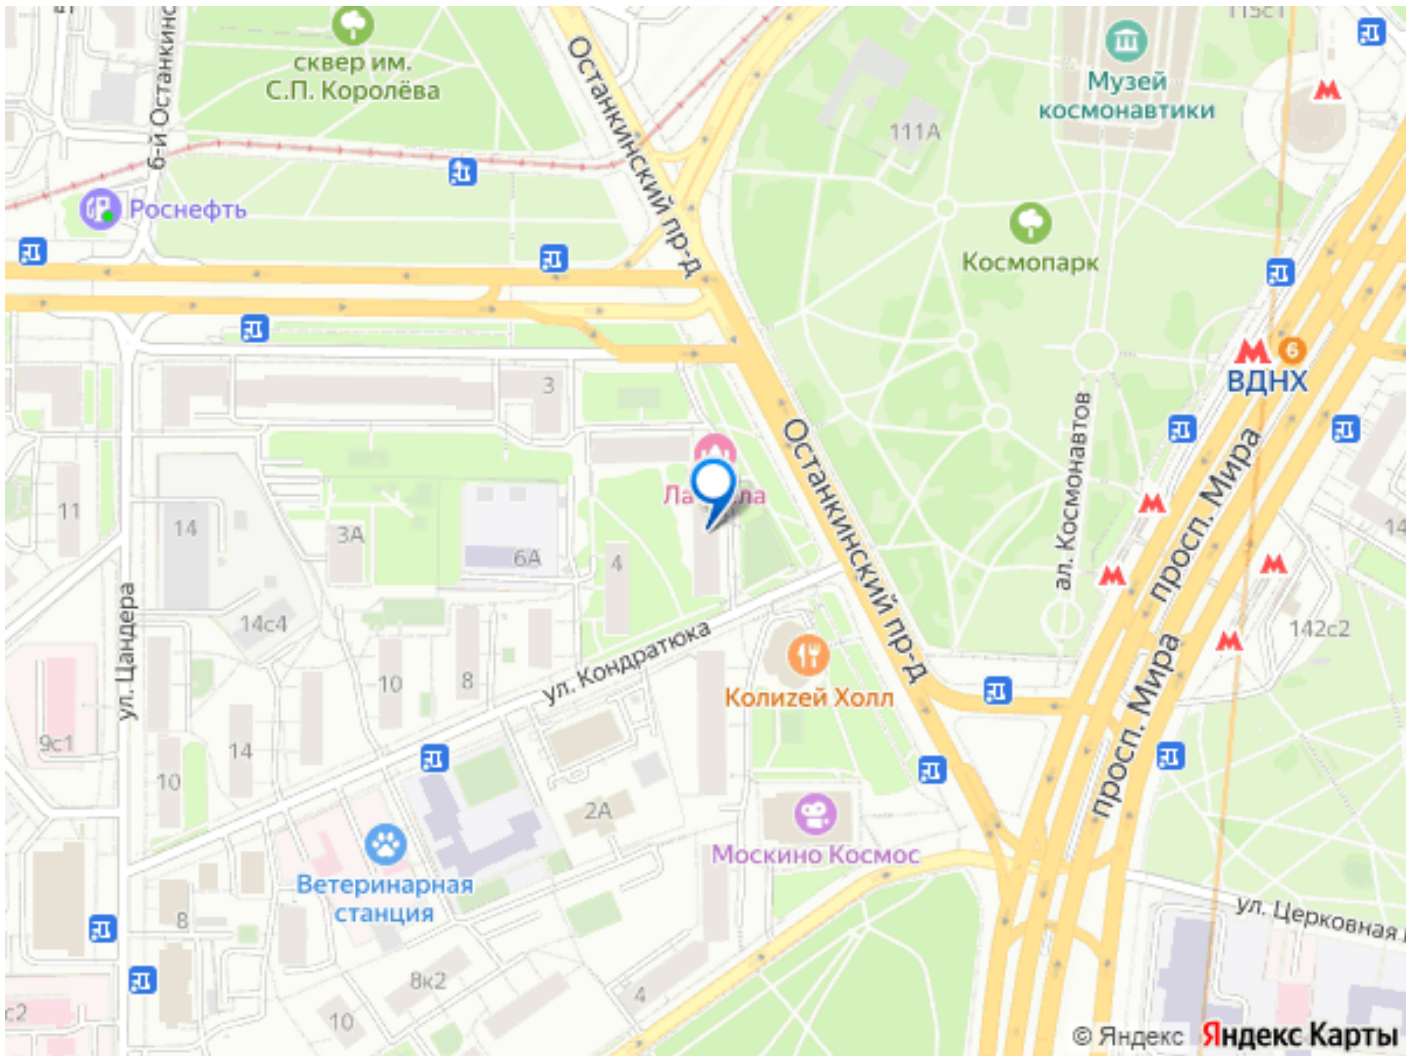 115с1
6-й Останкинс
сквер им.
С.П. Королёва
Останкинский пр-д
Музей
космонавтики
111А
Роснефть
Космопарк
6
ВДНХ
3
ал. Космонавтов
Останкинский пр-д
просп. Мира
11
14
3А
6А
4
14
142с2
14с4
ул. Цандера
ул. Кондратюка
10
8
Колизей Холл
просп. Мира
9с1
14
10
2А
Москино Космос
Ветеринарная
станция
8
ул. Церковная
8к2
4
10
с2
© Яндекс Яндекс Карты